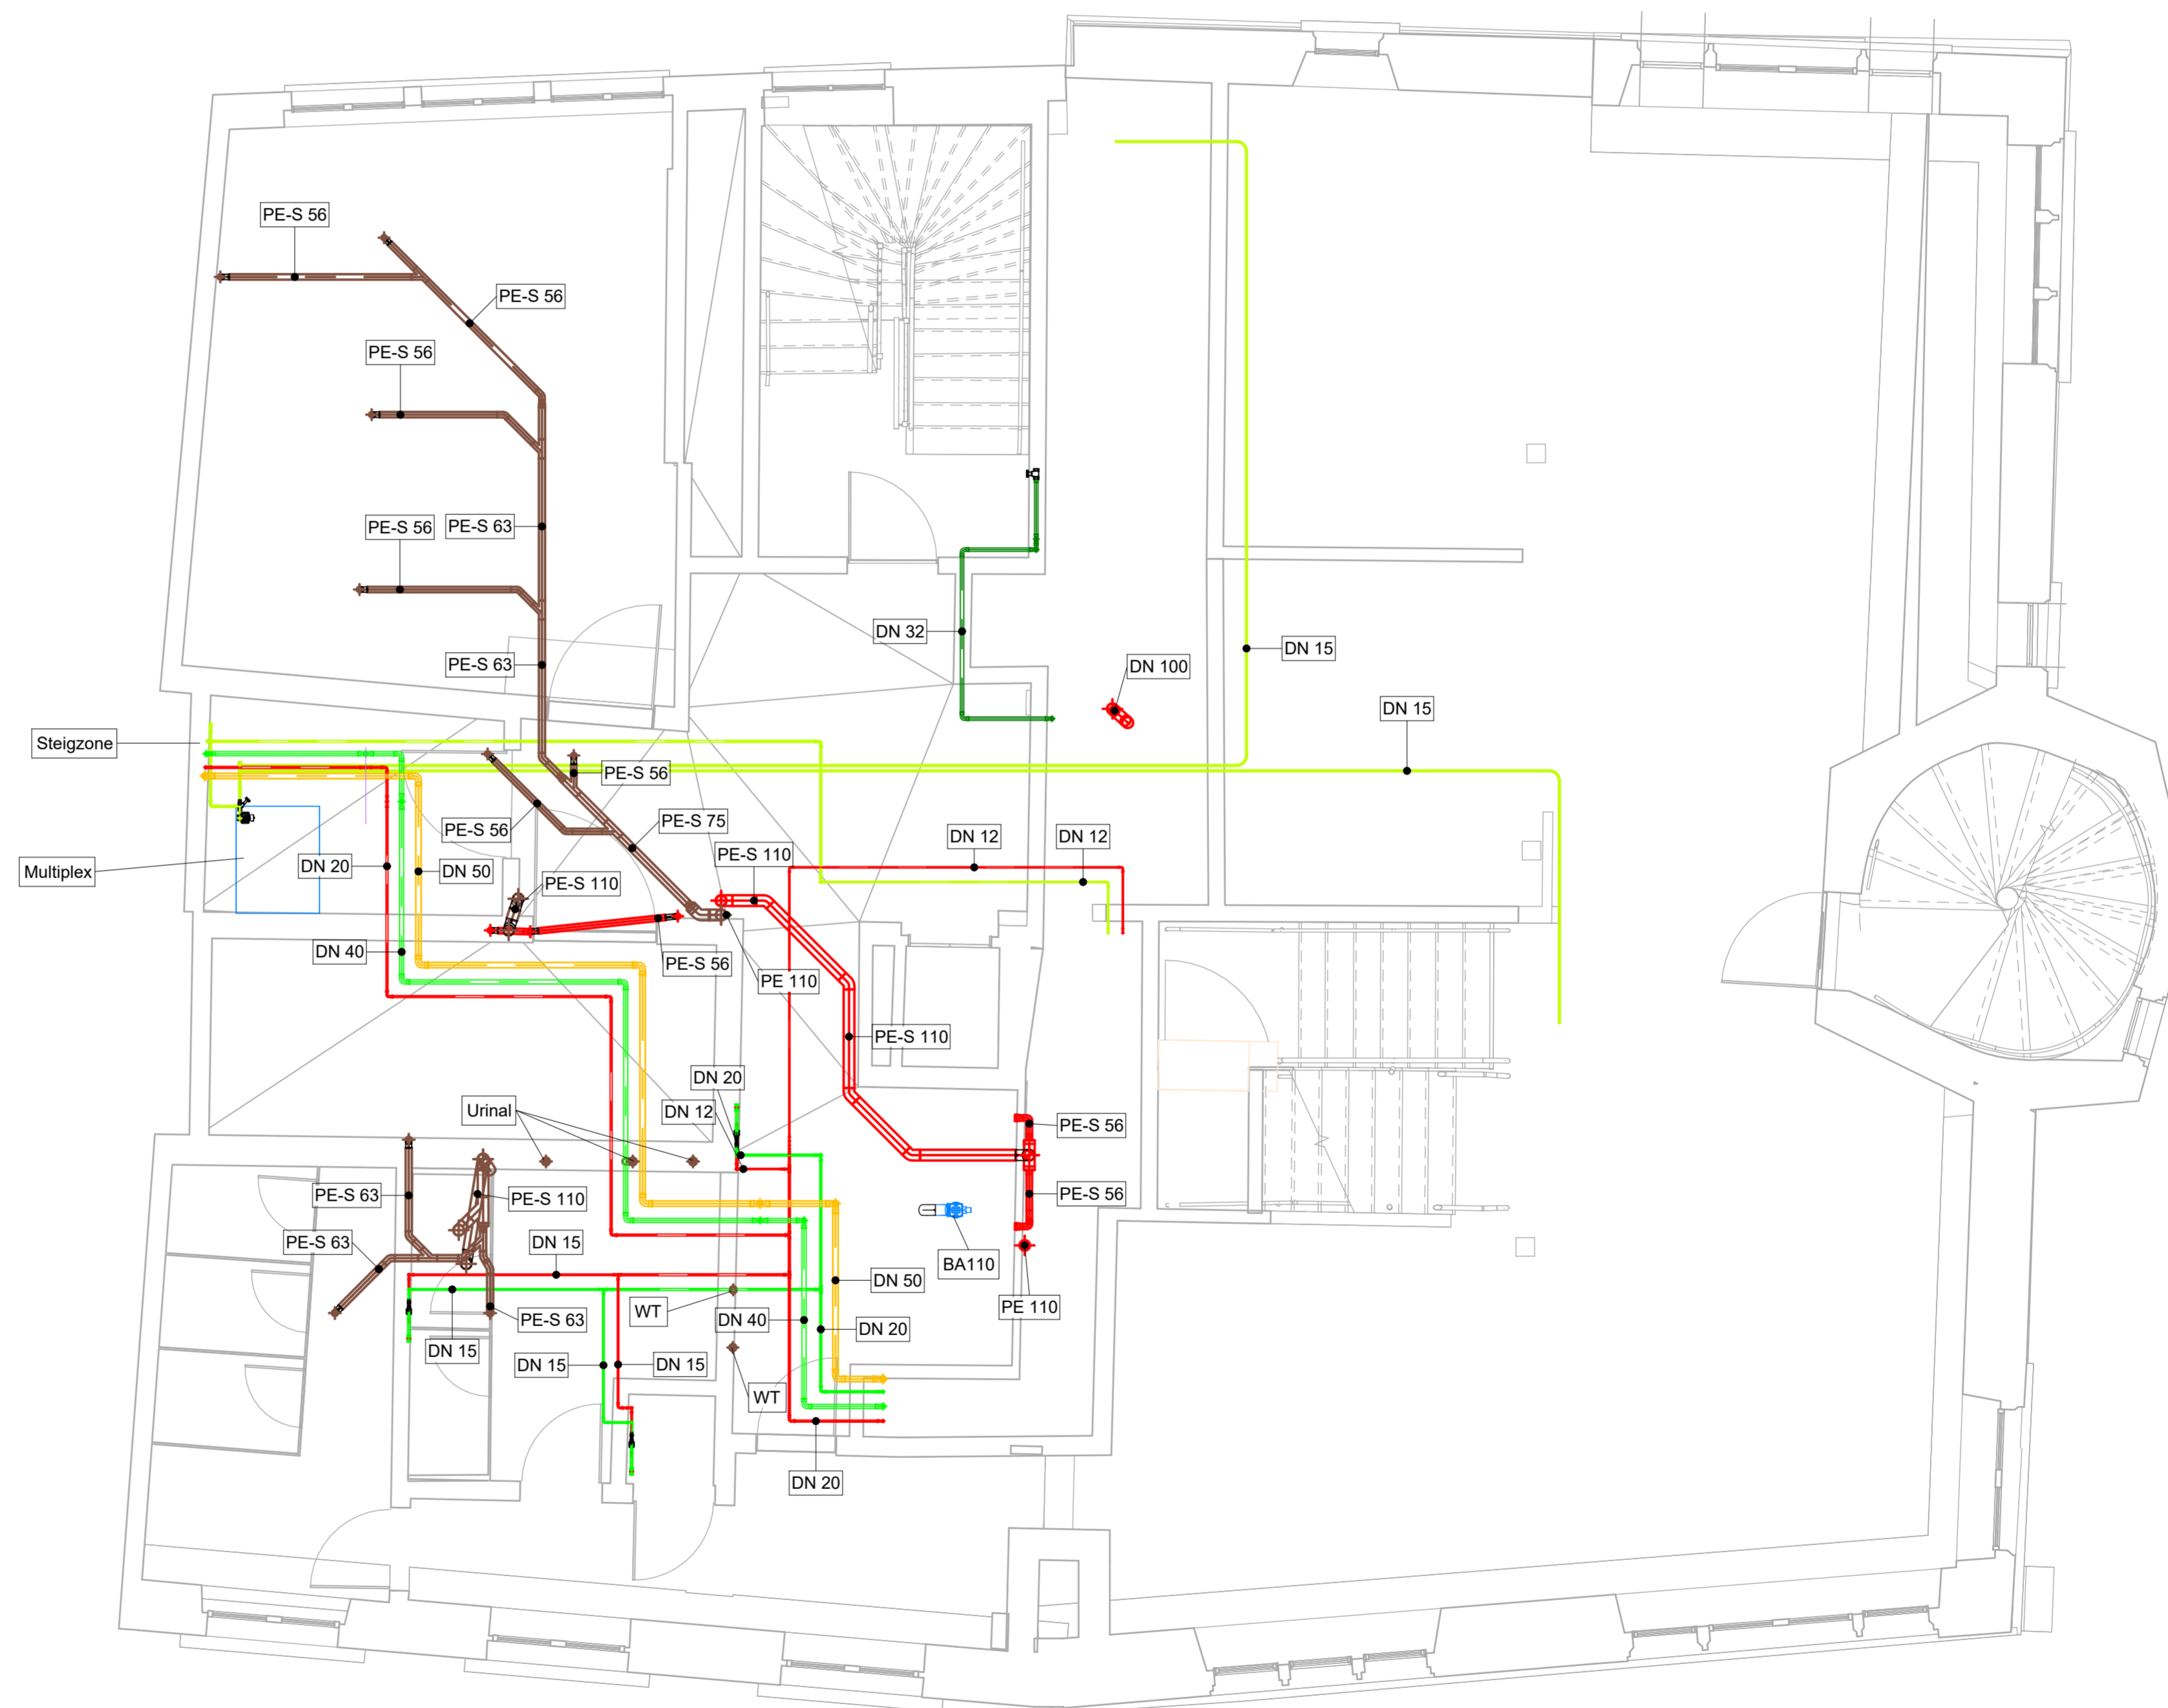 PE-S 56
PE-S 56
PE-S 56
PE-S 56
PE-S 63
DN 32
DN 15
PE-S 63
DN 100
DN 15
Steigzone
PE-S 56
PE-S 56
PE-S 75
DN 12
DN 12
PE-S 110
Multiplex
DN 20
DN 50
PE-S 110
DN 40
PE-S 56
PE 110
PE-S 110
DN 20
Urinal
DN 12
PE-S 56
PE-S 63
PE-S 110
PE-S 56
PE-S 63
DN 15
BA110
DN 50
PE 110
WT
PE-S 63
DN 40
DN 20
DN 15
DN 15
DN 15
WT
DN 20